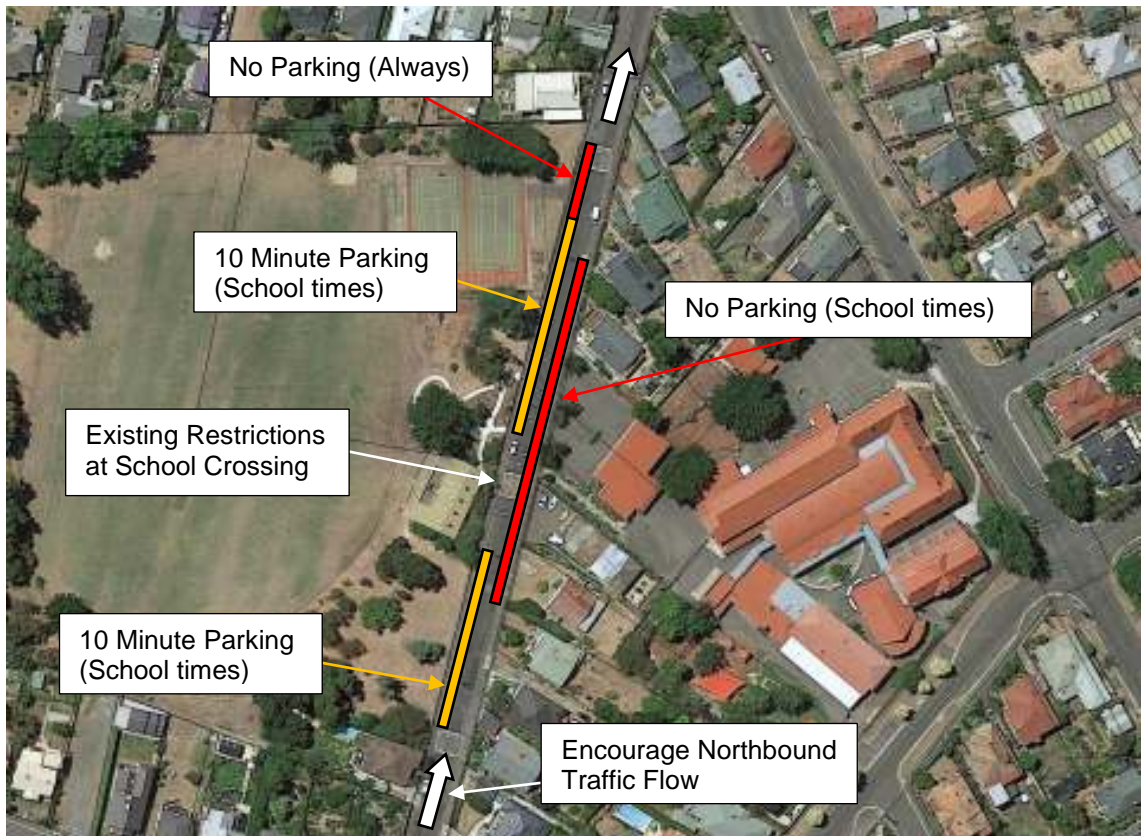 No Parking (Always)
10 Minute Parking
(School times)
No Parking (School times)
Existing Restrictions
at School Crossing
10 Minute Parking
(School times)
Encourage Northbound
Traffic Flow